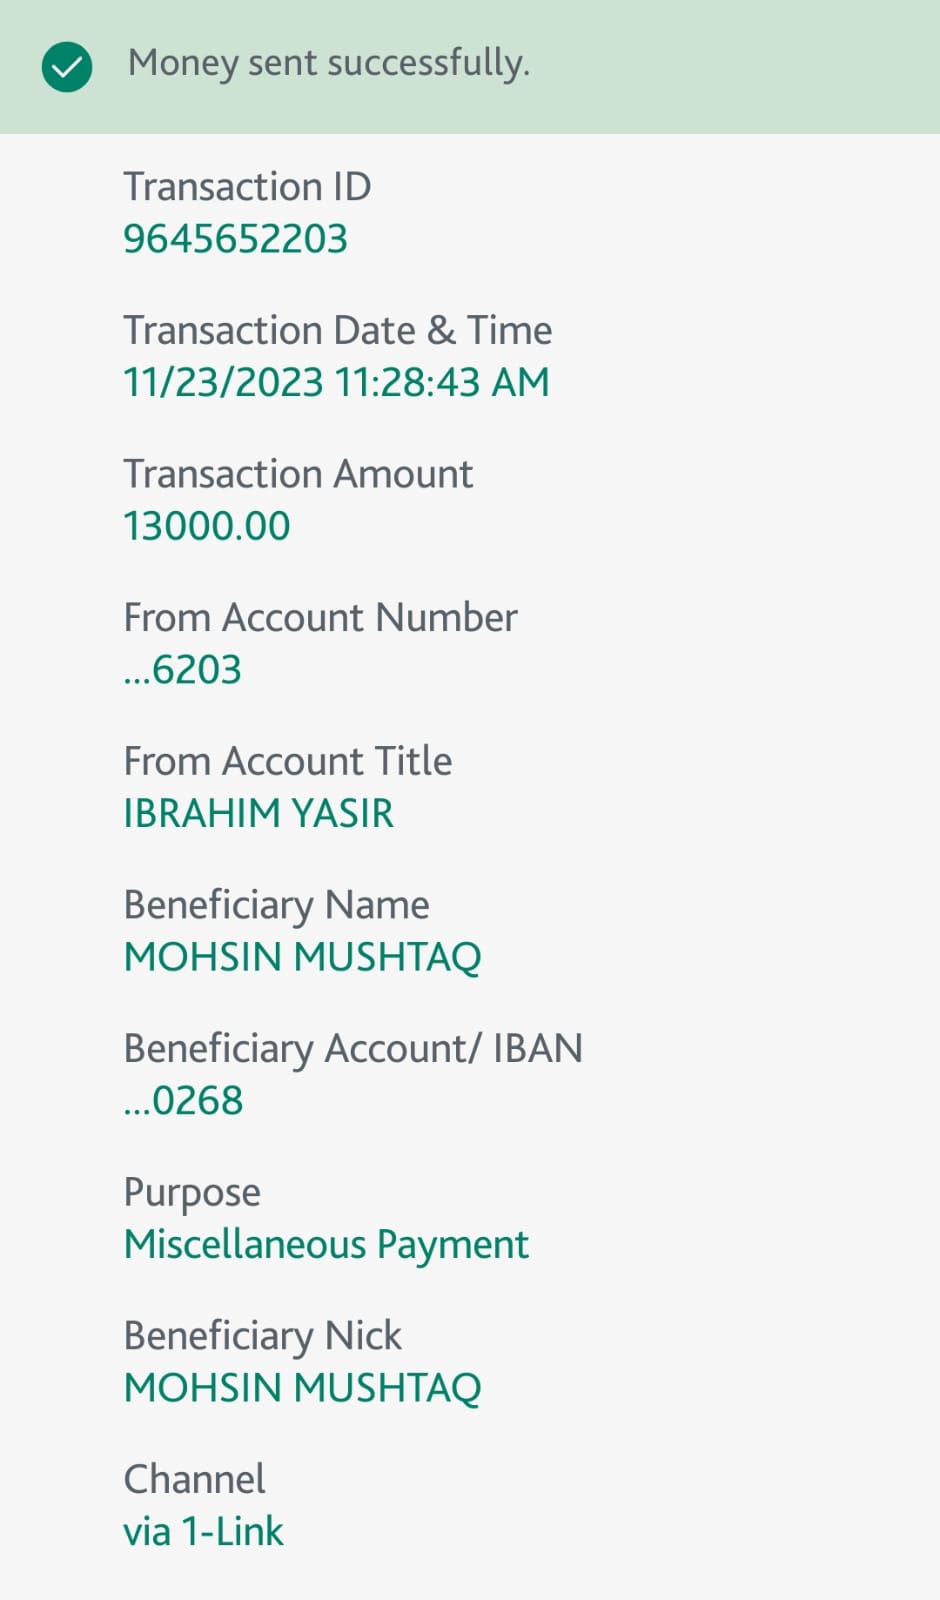 Money sent successfully.
Transaction ID
9645652203
Transaction Date & Time
11/23/2023 11:28:43 AM
Transaction Amount
13000.00
From Account Number
...6203
From Account Title
IBRAHIM YASIR
Beneficiary Name
MOHSIN MUSHTAQ
Beneficiary Account/ IBAN
...0268
Purpose
Miscellaneous Payment
Beneficiary Nick
MOHSIN MUSHTAQ
Channel
via 1-Link